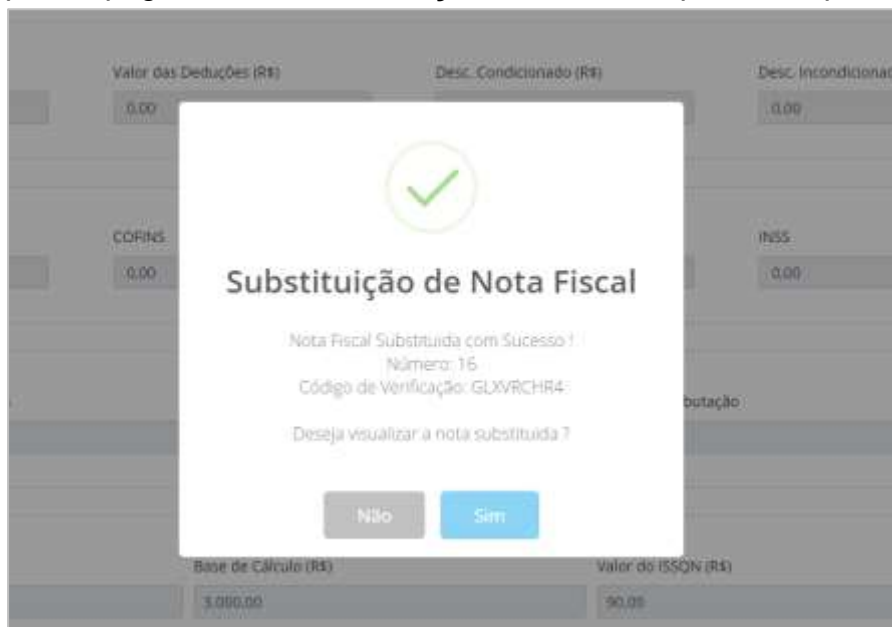 Valor das Deduções (R$) Desc. Condicionado (R$) Desc. Incondicionad
0,00 0,00
COFINS INSS
0,00 0,00
Substituição de Nota Fiscal
Nota Fiscal Substituida com Sucesso !
Número: 16
Código de Verificação: GLXVRCHR4
butação
Deseja visualizar a nota substituida ?
Não Sim
Base de Cálculo (R$) Valor do ISSQN (R$)
3.000,00 90,00